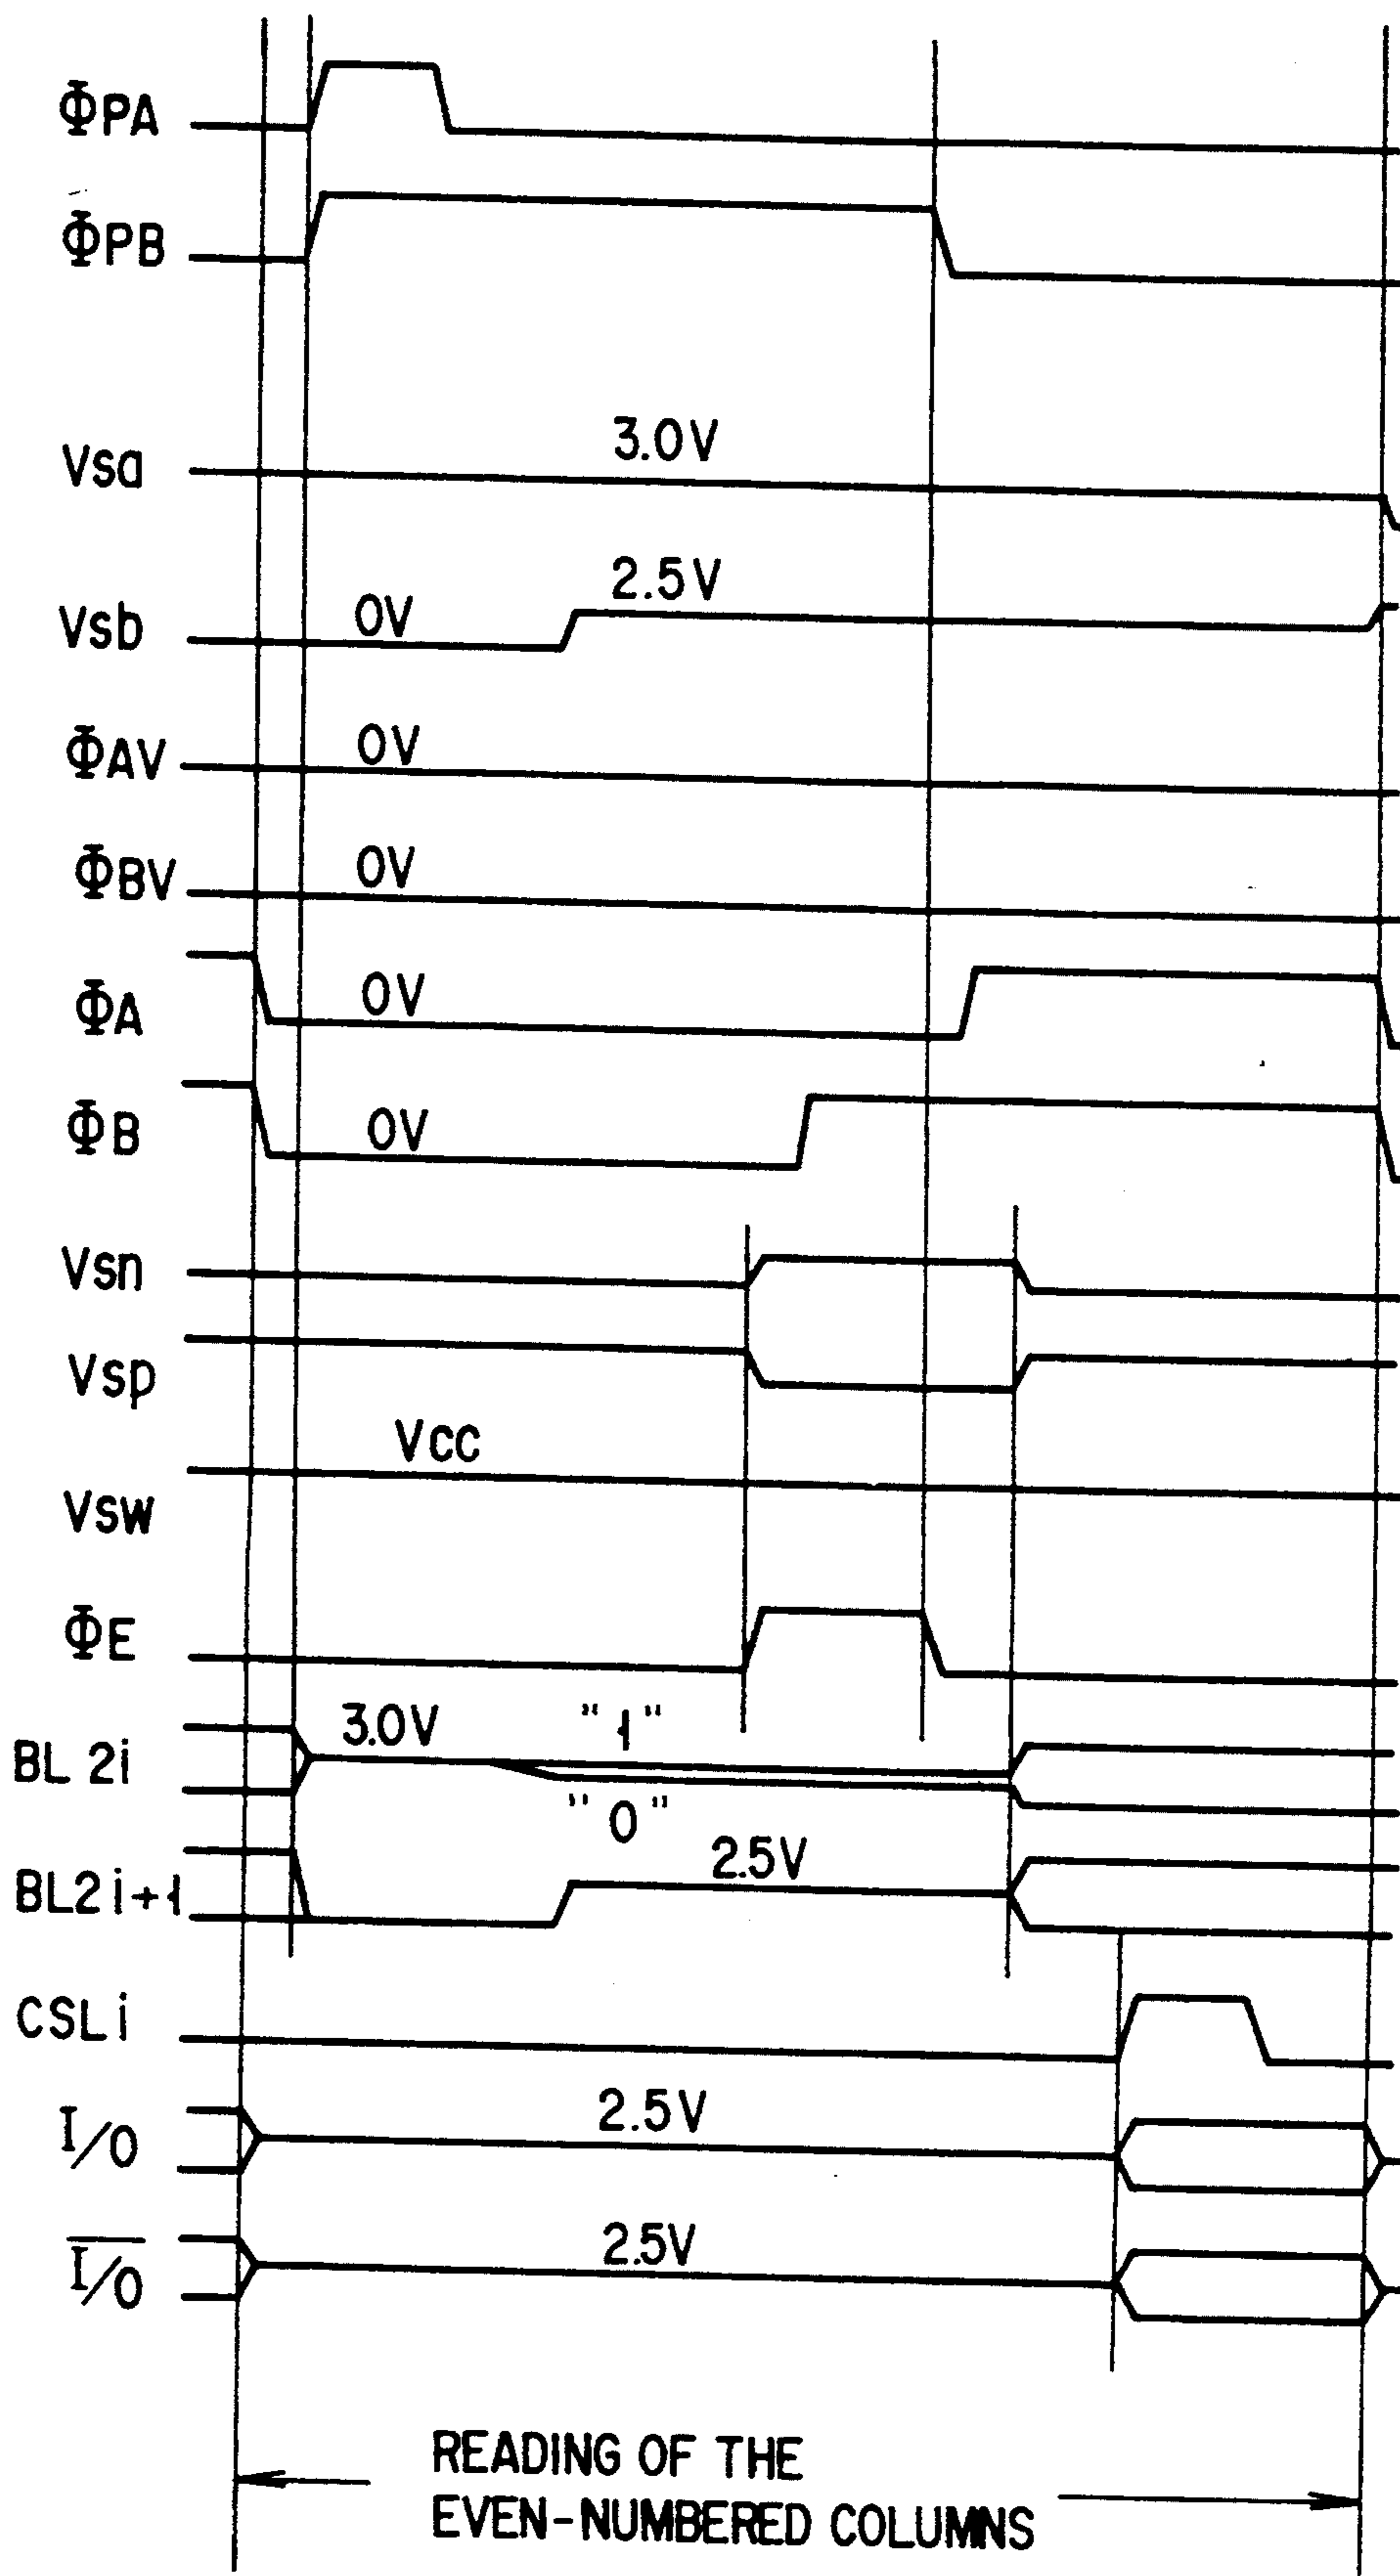 ΦPA
ΦPB
Vsa 3.0V
Vsb 0V 2.5V
ΦAV 0V
ΦBV 0V
ΦA 0V
ΦB 0V
Vsn
Vsp
Vcc
Vsw
ΦE
BL 2i 3.0V "1"
"0"
BL2i+1 2.5V
CSLi
I/O 2.5V
I/O 2.5V
READING OF THE
EVEN-NUMBERED COLUMNS